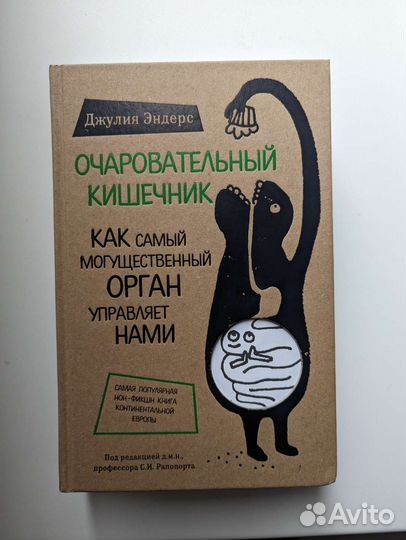 Джулия Эндерс
ОЧАРОВАТЕЛЬНЫЙ
КИШЕЧНИК
КАК САМЫЙ
МОГУЩЕСТВЕННЫЙ
ОРГАН
УПРАВЛЯЕТ
НАМИ
САМАЯ ПОПУЛЯРНАЯ
НОН-ФИКШН КНИГА
КОНТИНЕНТАЛЬНОЙ
ЕВРОПЫ
Под редакцией д.м.н.,
профессора С.И. Рапопорта
Avito